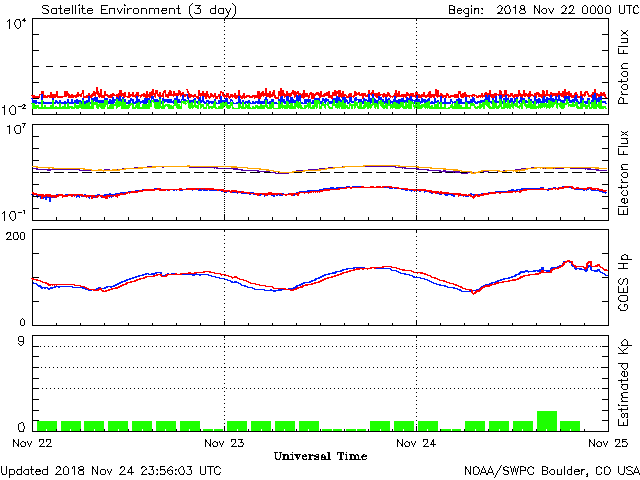 Satellite Environment (3 day)
Begin: 2018 Nov 22 0000 UTC
10^4
10^-2
Proton Flux
10^7
10^-1
Electron Flux
200
0
GOES Hp
9
0
Estimated Kp
Nov 22 Nov 23 Nov 24 Nov 25
Universal Time
Updated 2018 Nov 24 23:56:03 UTC
NOAA/SWPC Boulder, CO USA